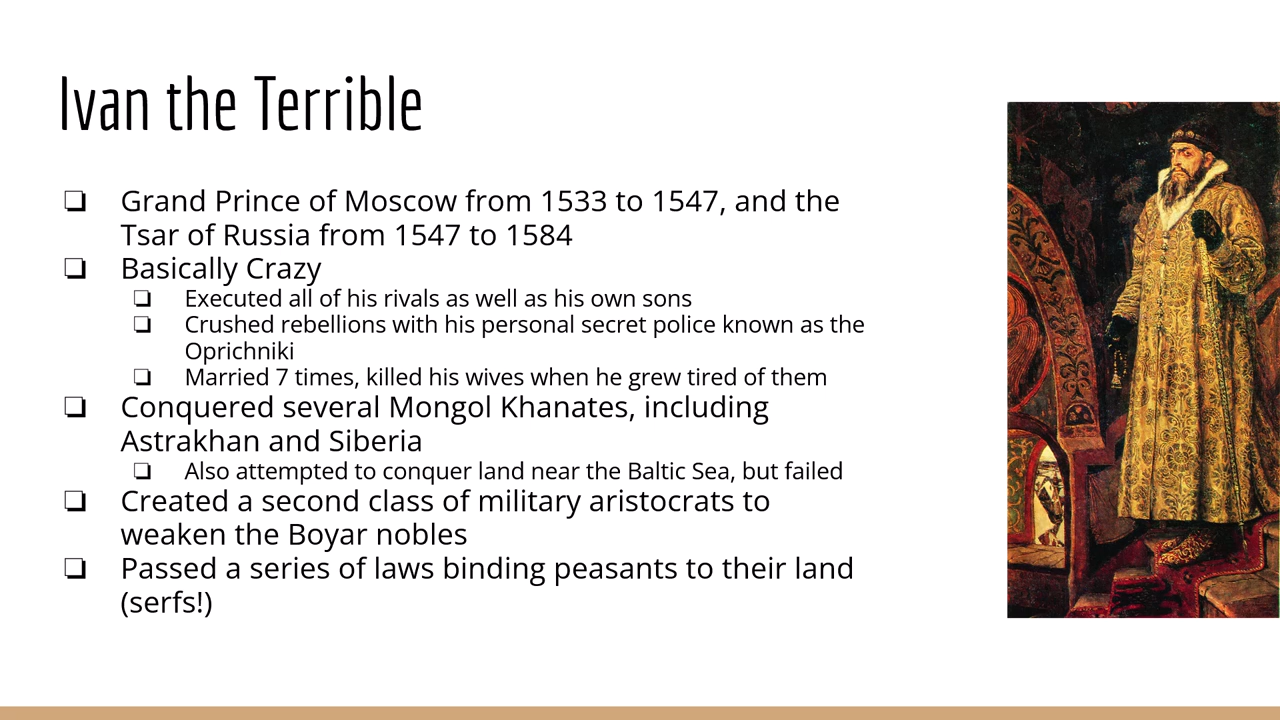 Ivan the Terrible
❏ Grand Prince of Moscow from 1533 to 1547, and the
Tsar of Russia from 1547 to 1584
❏ Basically Crazy
❏ Executed all of his rivals as well as his own sons
❏ Crushed rebellions with his personal secret police known as the
Oprichniki
❏ Married 7 times, killed his wives when he grew tired of them
❏ Conquered several Mongol Khanates, including
Astrakhan and Siberia
❏ Also attempted to conquer land near the Baltic Sea, but failed
❏ Created a second class of military aristocrats to
weaken the Boyar nobles
❏ Passed a series of laws binding peasants to their land
(serfs!)